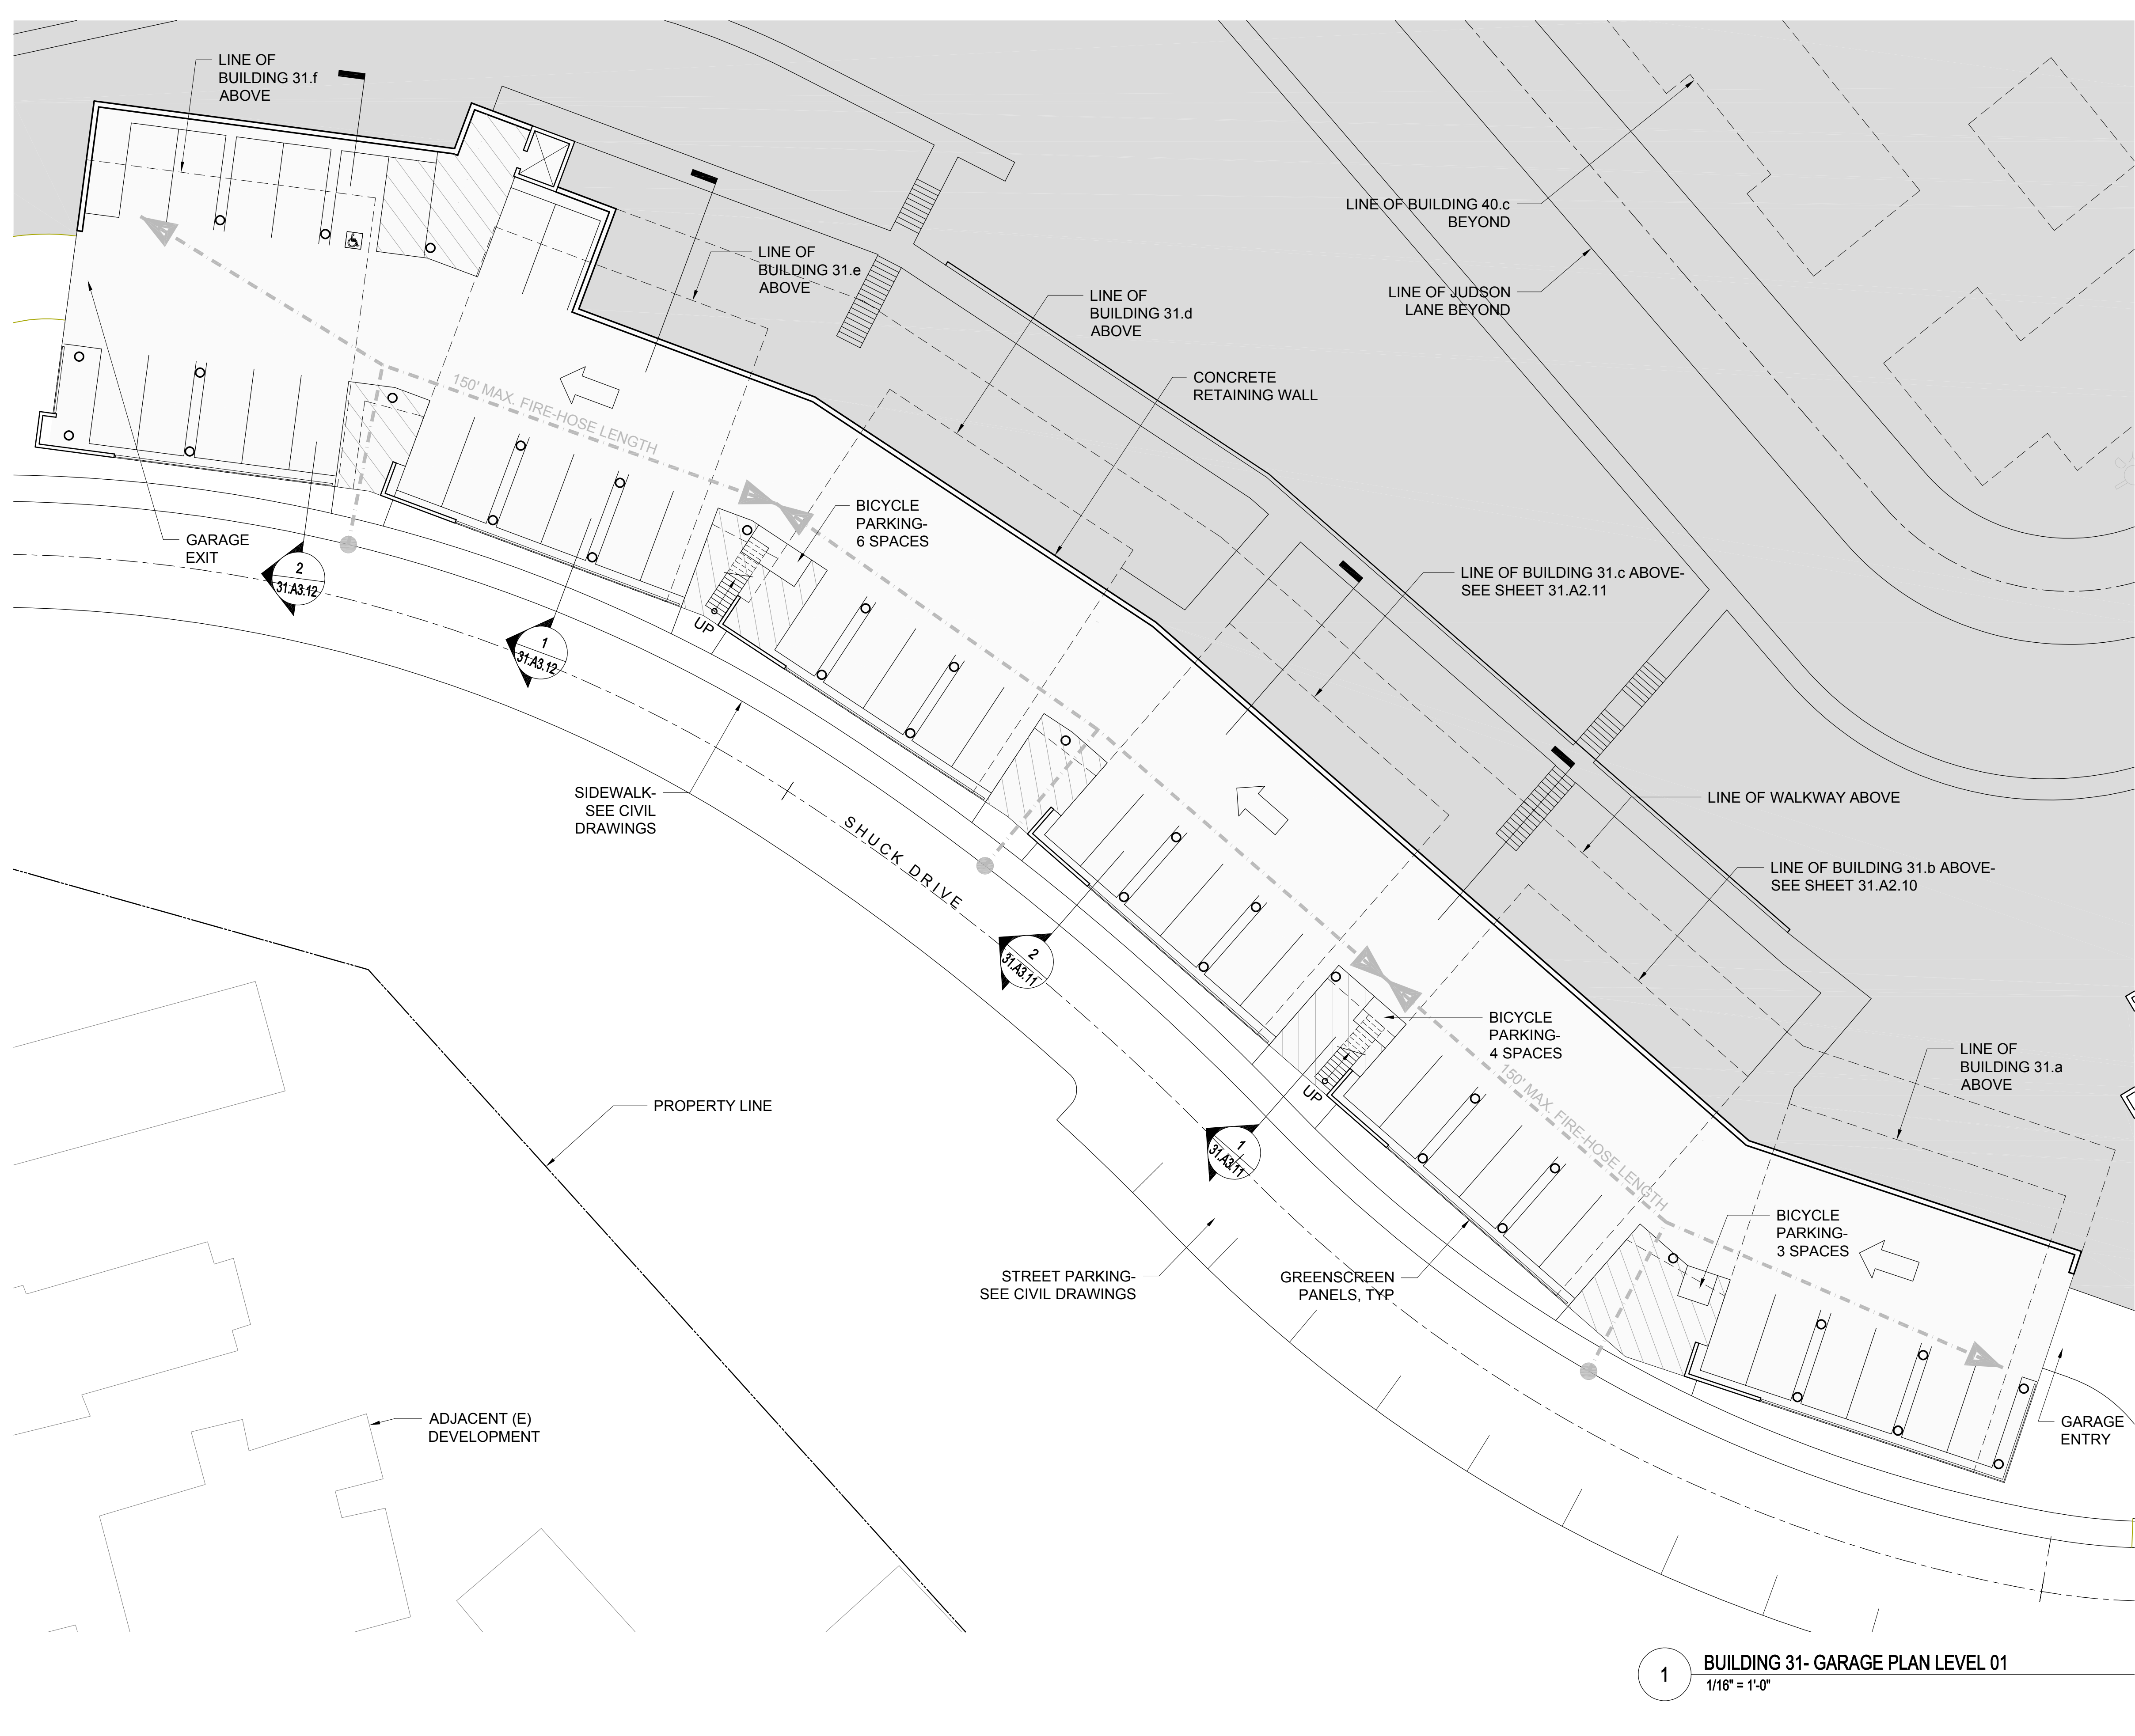 LINE OF
BUILDING 31.f
ABOVE
LINE OF BUILDING 40.c
BEYOND
LINE OF
BUILDING 31.e
ABOVE
LINE OF JUDSON
LANE BEYOND
LINE OF
BUILDING 31.d
ABOVE
CONCRETE
RETAINING WALL
150' MAX. FIRE-HOSE LENGTH
BICYCLE
PARKING-
6 SPACES
GARAGE
EXIT
2
31.A3.12
1
31.A3.12
UP
LINE OF BUILDING 31.c ABOVE-
SEE SHEET 31.A2.11
SIDEWALK-
SEE CIVIL
DRAWINGS
SHUCK DRIVE
LINE OF WALKWAY ABOVE
LINE OF BUILDING 31.b ABOVE-
SEE SHEET 31.A2.10
2
31.A3.11
BICYCLE
PARKING-
4 SPACES
UP
150' MAX. FIRE-HOSE LENGTH
LINE OF
BUILDING 31.a
ABOVE
PROPERTY LINE
1
31.A3.11
BICYCLE
PARKING-
3 SPACES
STREET PARKING-
SEE CIVIL DRAWINGS
GREENSCREEN
PANELS, TYP
ADJACENT (E)
DEVELOPMENT
GARAGE
ENTRY
1
BUILDING 31- GARAGE PLAN LEVEL 01
1/16" = 1'-0"